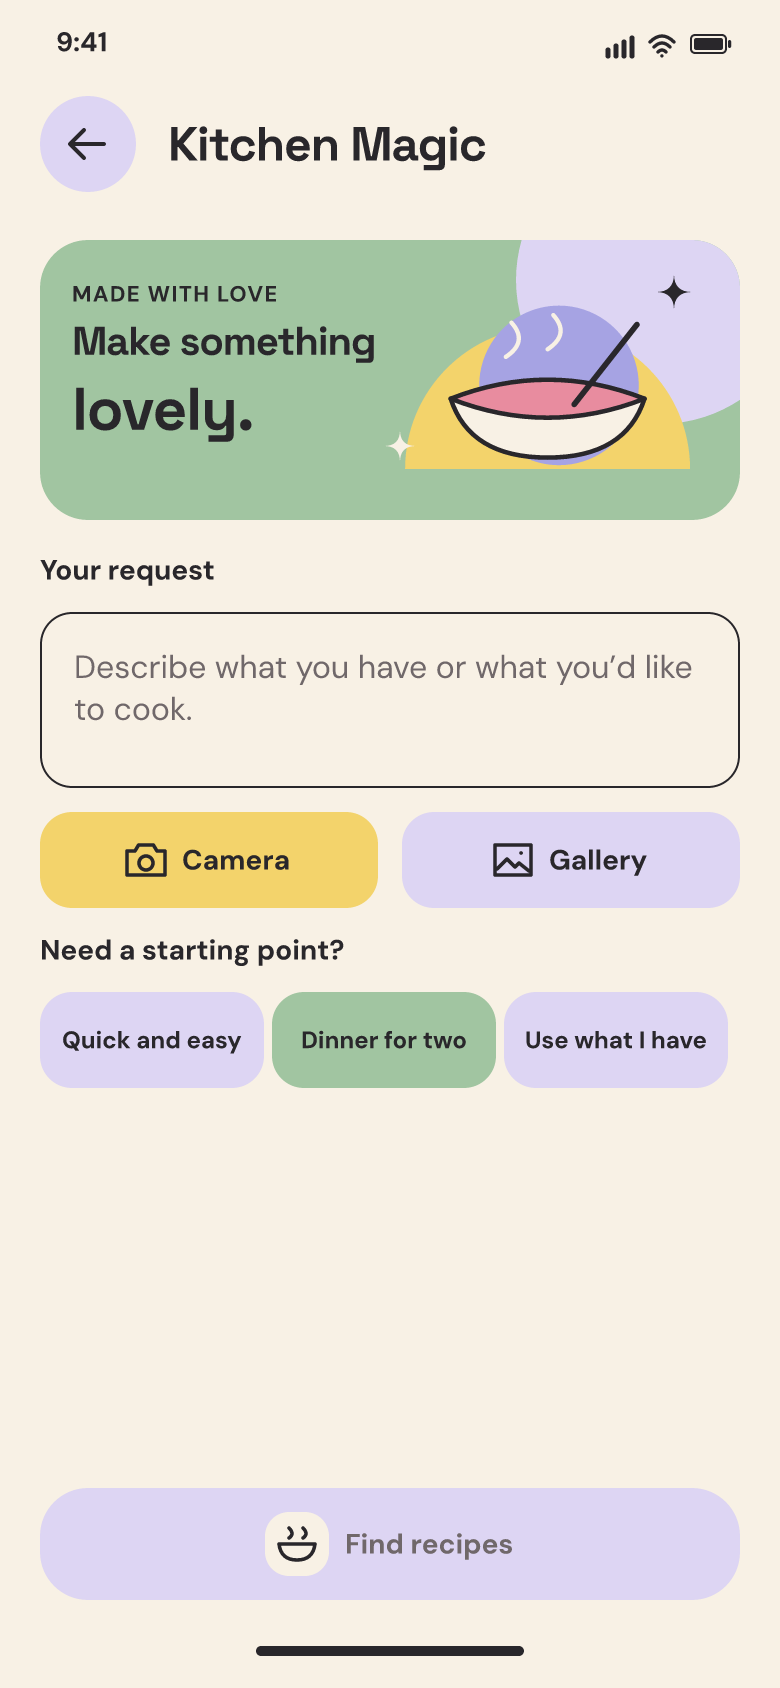 9:41
Kitchen Magic
MADE WITH LOVE
Make something
lovely.
Your request
Describe what you have or what you’d like
to cook.
Camera
Gallery
Need a starting point?
Quick and easy
Dinner for two
Use what I have
Find recipes